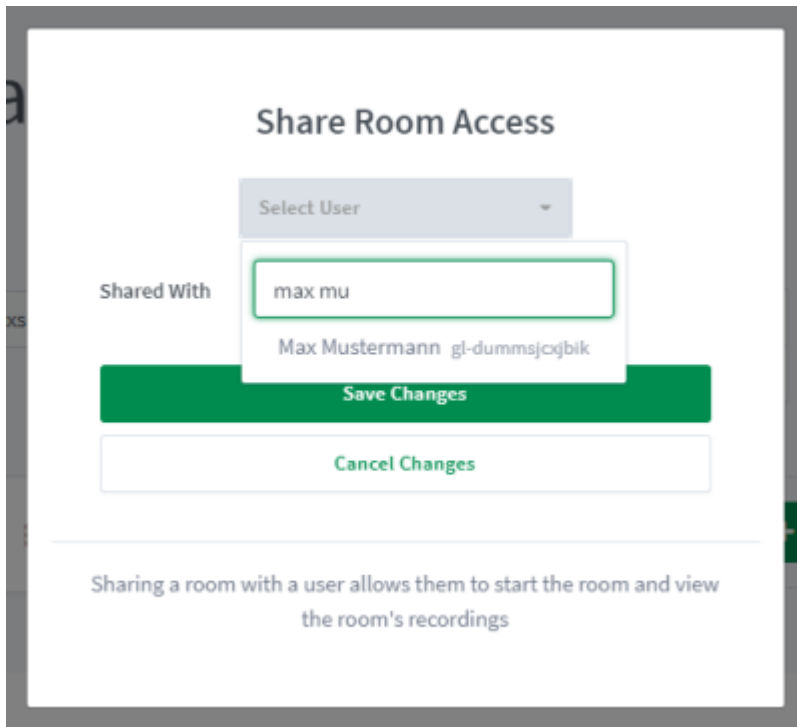 a
Share Room Access
Select User
Shared With
max mu
xs
Max Mustermann gl-dummsjcxjbik
Save Changes
Cancel Changes
Sharing a room with a user allows them to start the room and view
the room's recordings